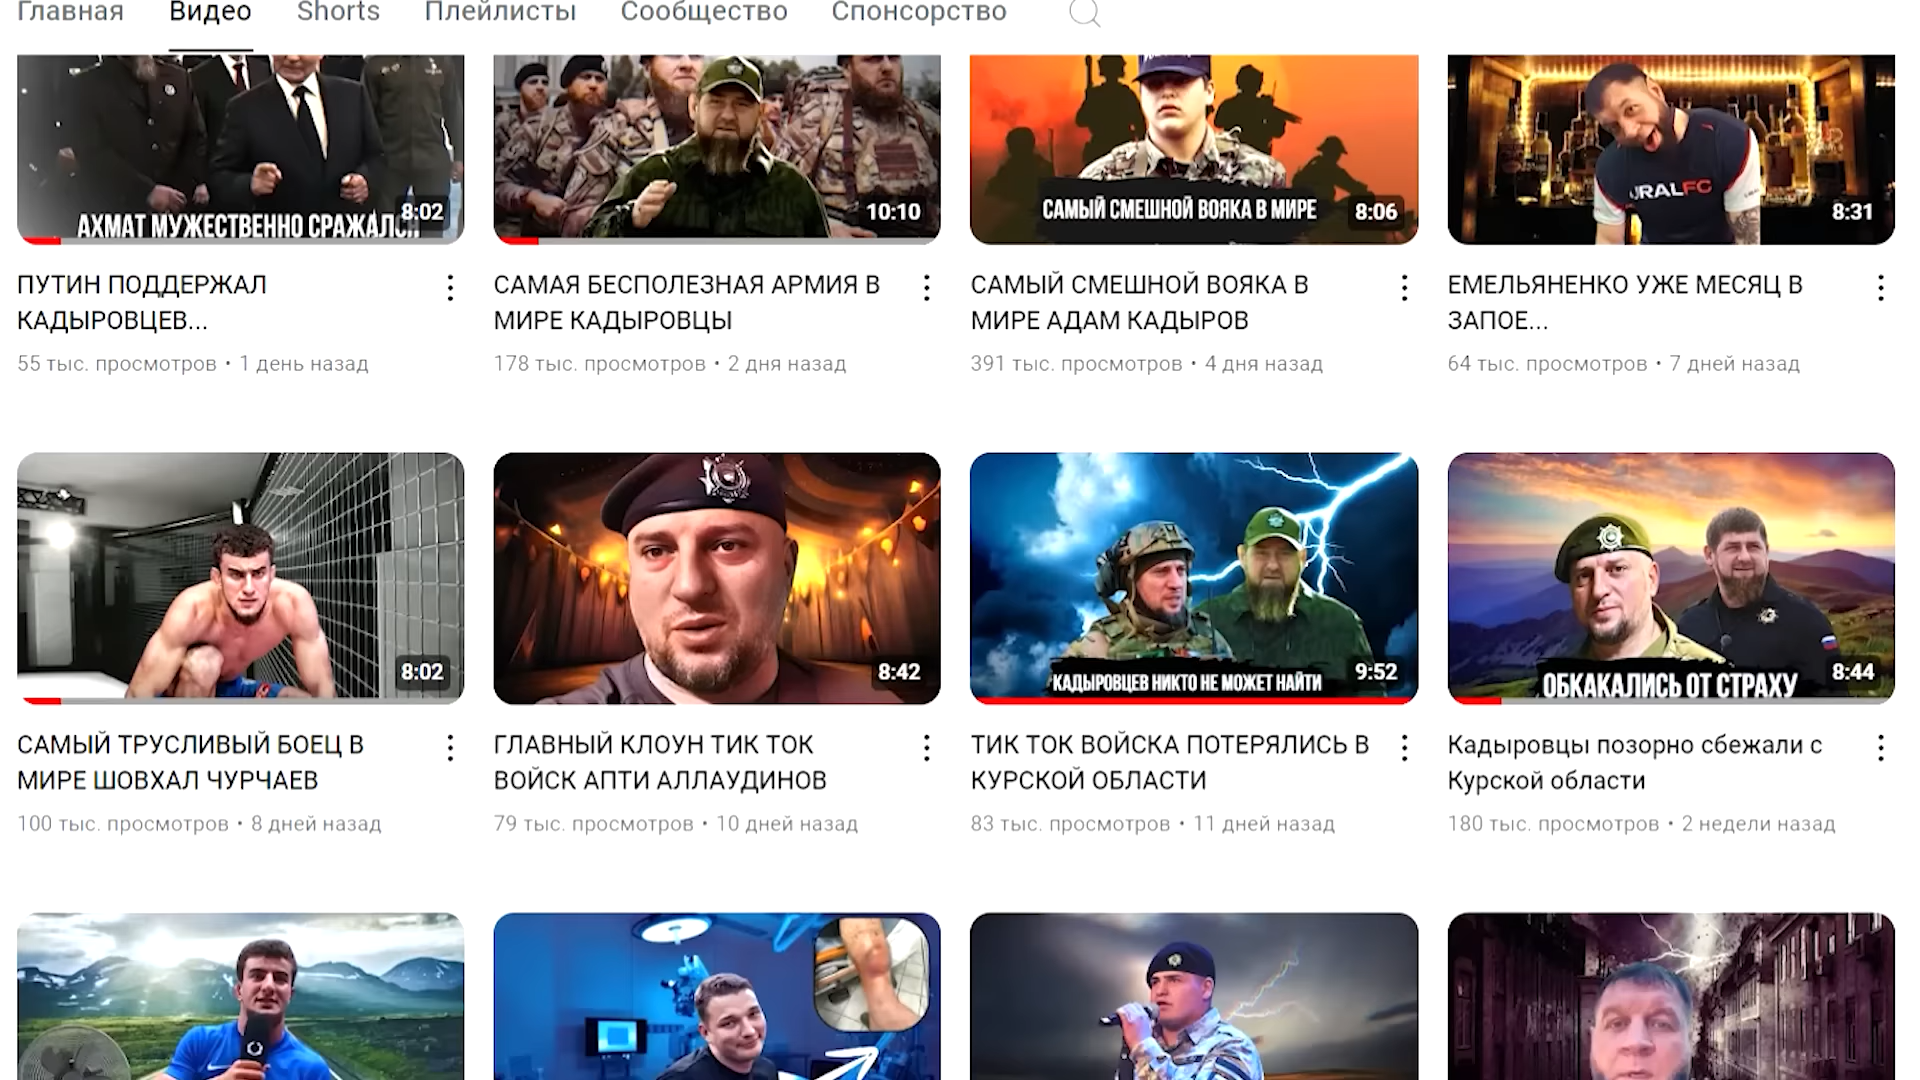 Главная Видео Shorts Плейлисты Сообщество Спонсорство
АХМАТ МУЖЕСТВЕННО СРАЖАЛСЯ
8:02
10:10
САМЫЙ СМЕШНОЙ ВОЯКА В МИРЕ
8:06
URAL FC
8:31
ПУТИН ПОДДЕРЖАЛ
КАДЫРОВЦЕВ...
55 тыс. просмотров • 1 день назад
САМАЯ БЕСПОЛЕЗНАЯ АРМИЯ В
МИРЕ КАДЫРОВЦЫ
178 тыс. просмотров • 2 дня назад
САМЫЙ СМЕШНОЙ ВОЯКА В
МИРЕ АДАМ КАДЫРОВ
391 тыс. просмотров • 4 дня назад
ЕМЕЛЬЯНЕНКО УЖЕ МЕСЯЦ В
ЗАПОЕ...
64 тыс. просмотров • 7 дней назад
8:02
8:42
КАДЫРОВЦЕВ НИКТО НЕ МОЖЕТ НАЙТИ
9:52
ОБКАКАЛИСЬ ОТ СТРАХУ
8:44
САМЫЙ ТРУСЛИВЫЙ БОЕЦ В
МИРЕ ШОВХАЛ ЧУРЧАЕВ
100 тыс. просмотров • 8 дней назад
ГЛАВНЫЙ КЛОУН ТИК ТОК
ВОЙСК АПТИ АЛЛАУДИНОВ
79 тыс. просмотров • 10 дней назад
ТИК ТОК ВОЙСКА ПОТЕРЯЛИСЬ В
КУРСКОЙ ОБЛАСТИ
83 тыс. просмотров • 11 дней назад
Кадыровцы позорно сбежали с
Курской области
180 тыс. просмотров • 2 недели назад